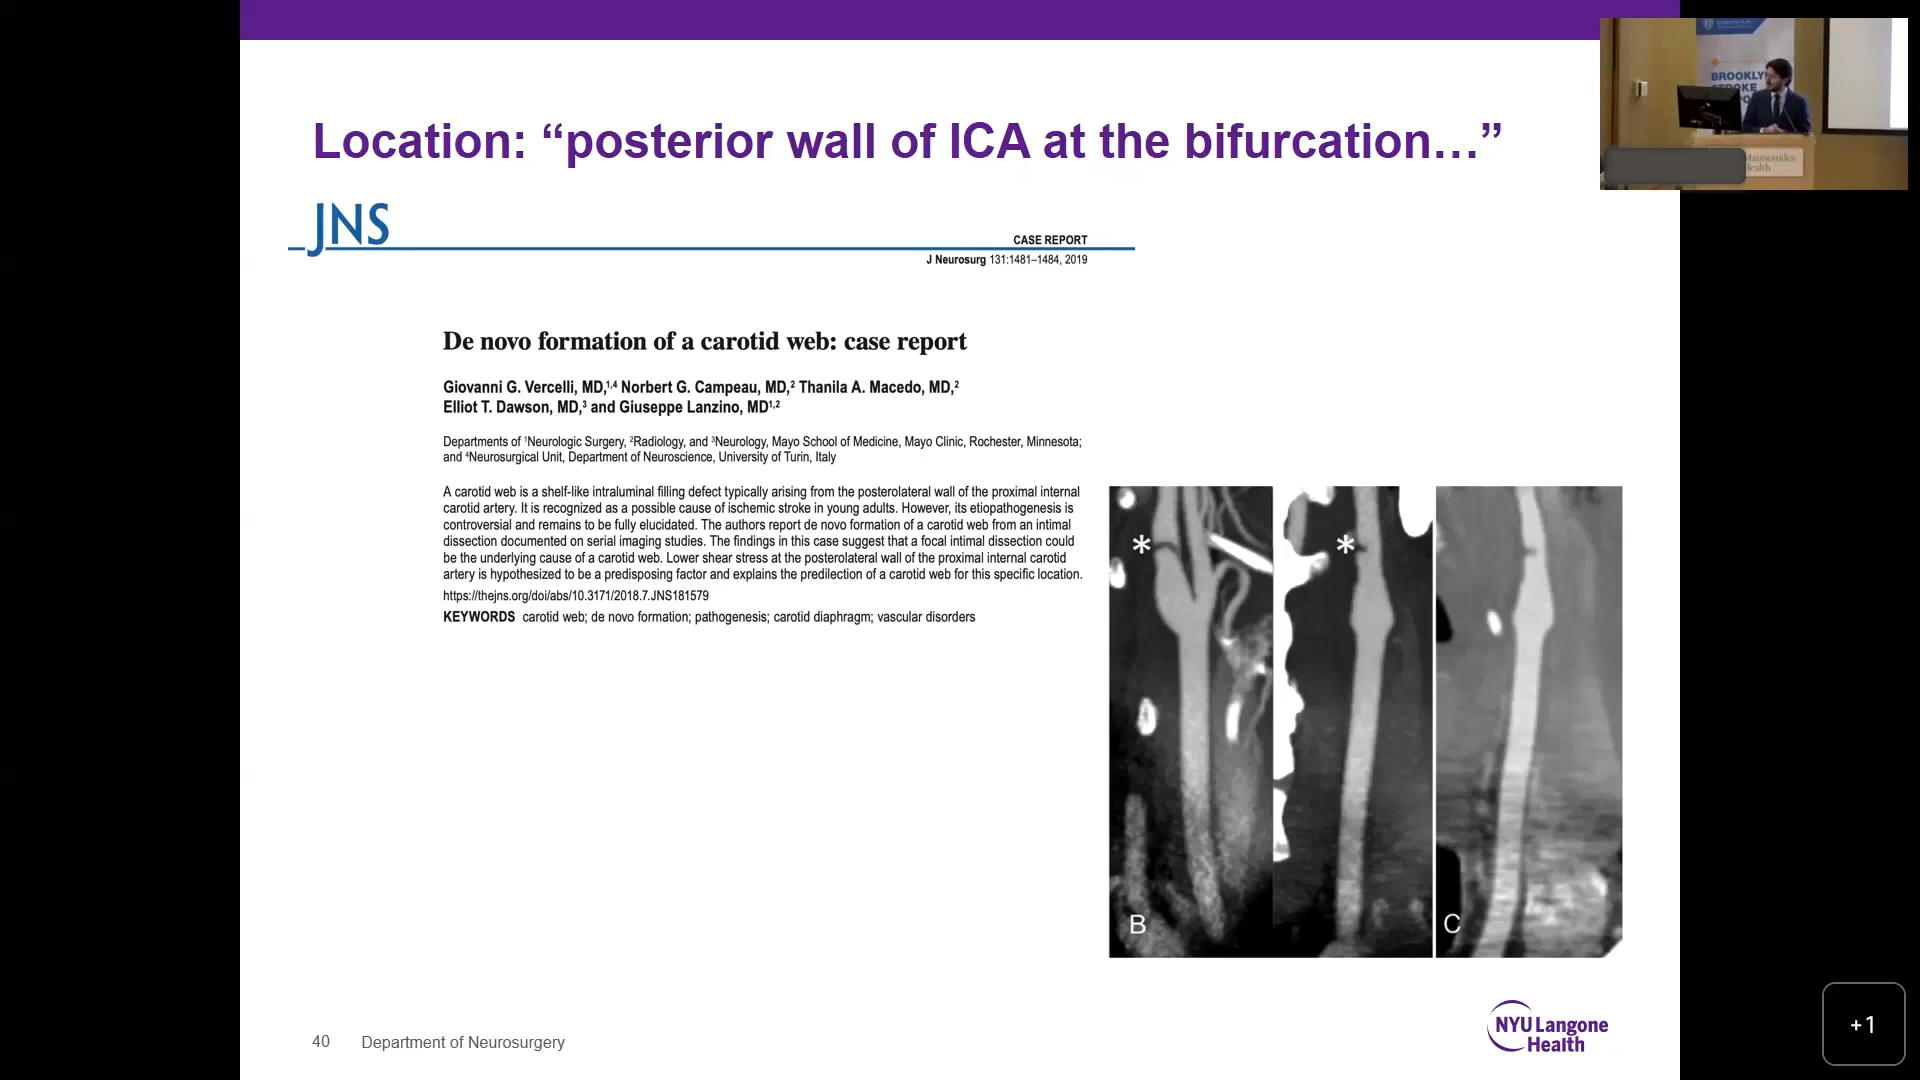 Location: “posterior wall of ICA at the bifurcation…”
JNS
CASE REPORT
J Neurosurg 131:1481–1484, 2019
De novo formation of a carotid web: case report
Giovanni G. Vercelli, MD,1,4 Norbert G. Campeau, MD,2 Thanila A. Macedo, MD,2
Elliot T. Dawson, MD,3 and Giuseppe Lanzino, MD1,2
Departments of 1Neurologic Surgery, 2Radiology, and 3Neurology, Mayo School of Medicine, Mayo Clinic, Rochester, Minnesota;
and 4Neurosurgical Unit, Department of Neuroscience, University of Turin, Italy
A carotid web is a shelf-like intraluminal filling defect typically arising from the posterolateral wall of the proximal internal
carotid artery. It is recognized as a possible cause of ischemic stroke in young adults. However, its etiopathogenesis is
controversial and remains to be fully elucidated. The authors report de novo formation of a carotid web from an intimal
dissection documented on serial imaging studies. The findings in this case suggest that a focal intimal dissection could
be the underlying cause of a carotid web. Lower shear stress at the posterolateral wall of the proximal internal carotid
artery is hypothesized to be a predisposing factor and explains the predilection of a carotid web for this specific location.
https://thejns.org/doi/abs/10.3171/2018.7.JNS181579
KEYWORDS carotid web; de novo formation; pathogenesis; carotid diaphragm; vascular disorders
* *
B C
40 Department of Neurosurgery
NYU Langone
Health
BROOKLY
Maimonides
Health
+1